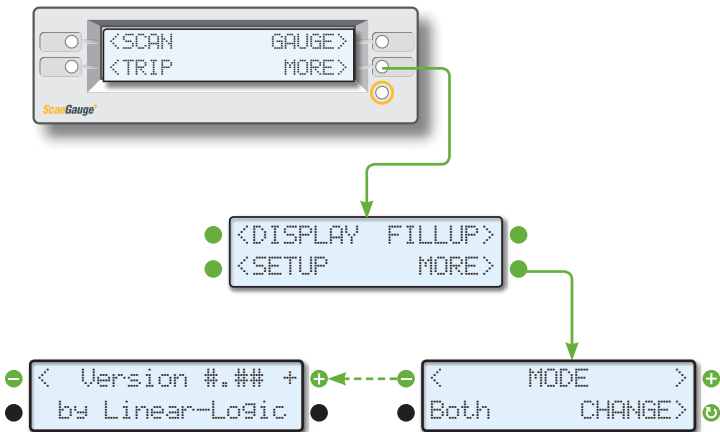 <SCAN GAUGE>
<TRIP MORE>
ScanGauge®
<DISPLAY FILLUP>
<SETUP MORE>
< Version #.## +
by Linear-Logic
< MODE >
Both CHANGE>